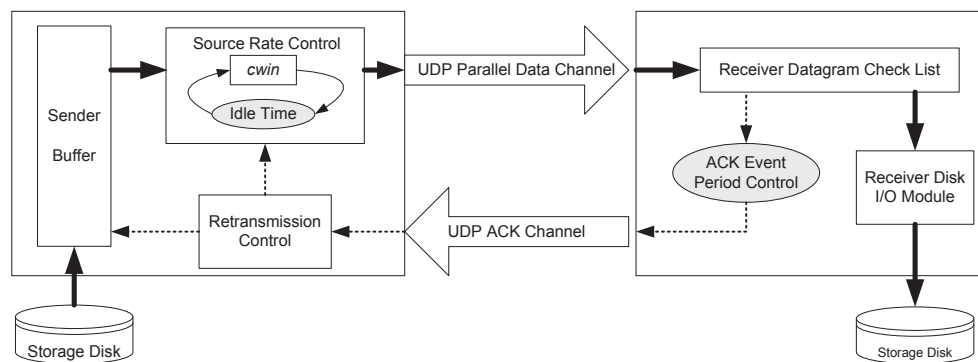 Source Rate Control
cwin
Idle Time
Sender
Buffer
Retransmission
Control
Storage Disk
UDP Parallel Data Channel
UDP ACK Channel
Receiver Datagram Check List
ACK Event
Period Control
Receiver Disk
I/O Module
Storage Disk